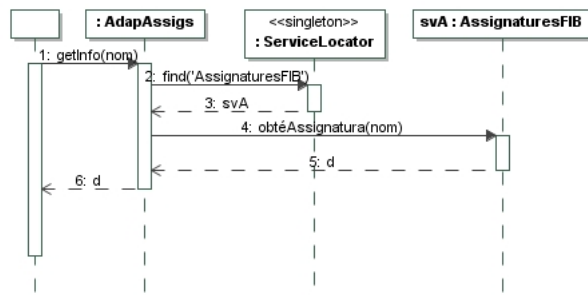 : AdapAssigs
<<singleton>>
: ServiceLocator
svA : AssignaturesFIB
1: getInfo(nom)
2: find('AssignaturesFIB')
3: svA
4: obtéAssignatura(nom)
5: d
6: d